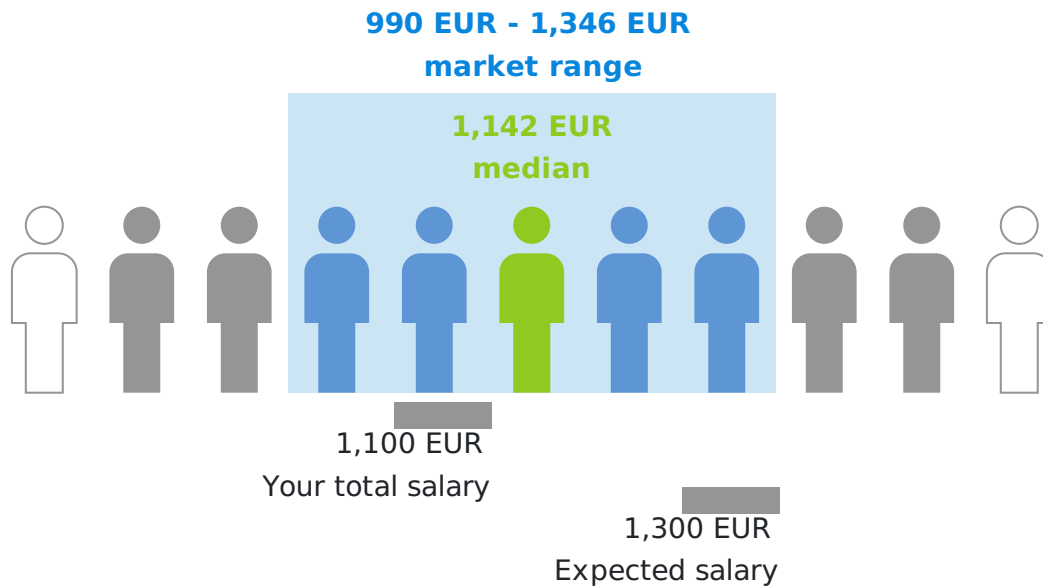 990 EUR - 1,346 EUR
market range
1,142 EUR
median
1,100 EUR
Your total salary
1,300 EUR
Expected salary